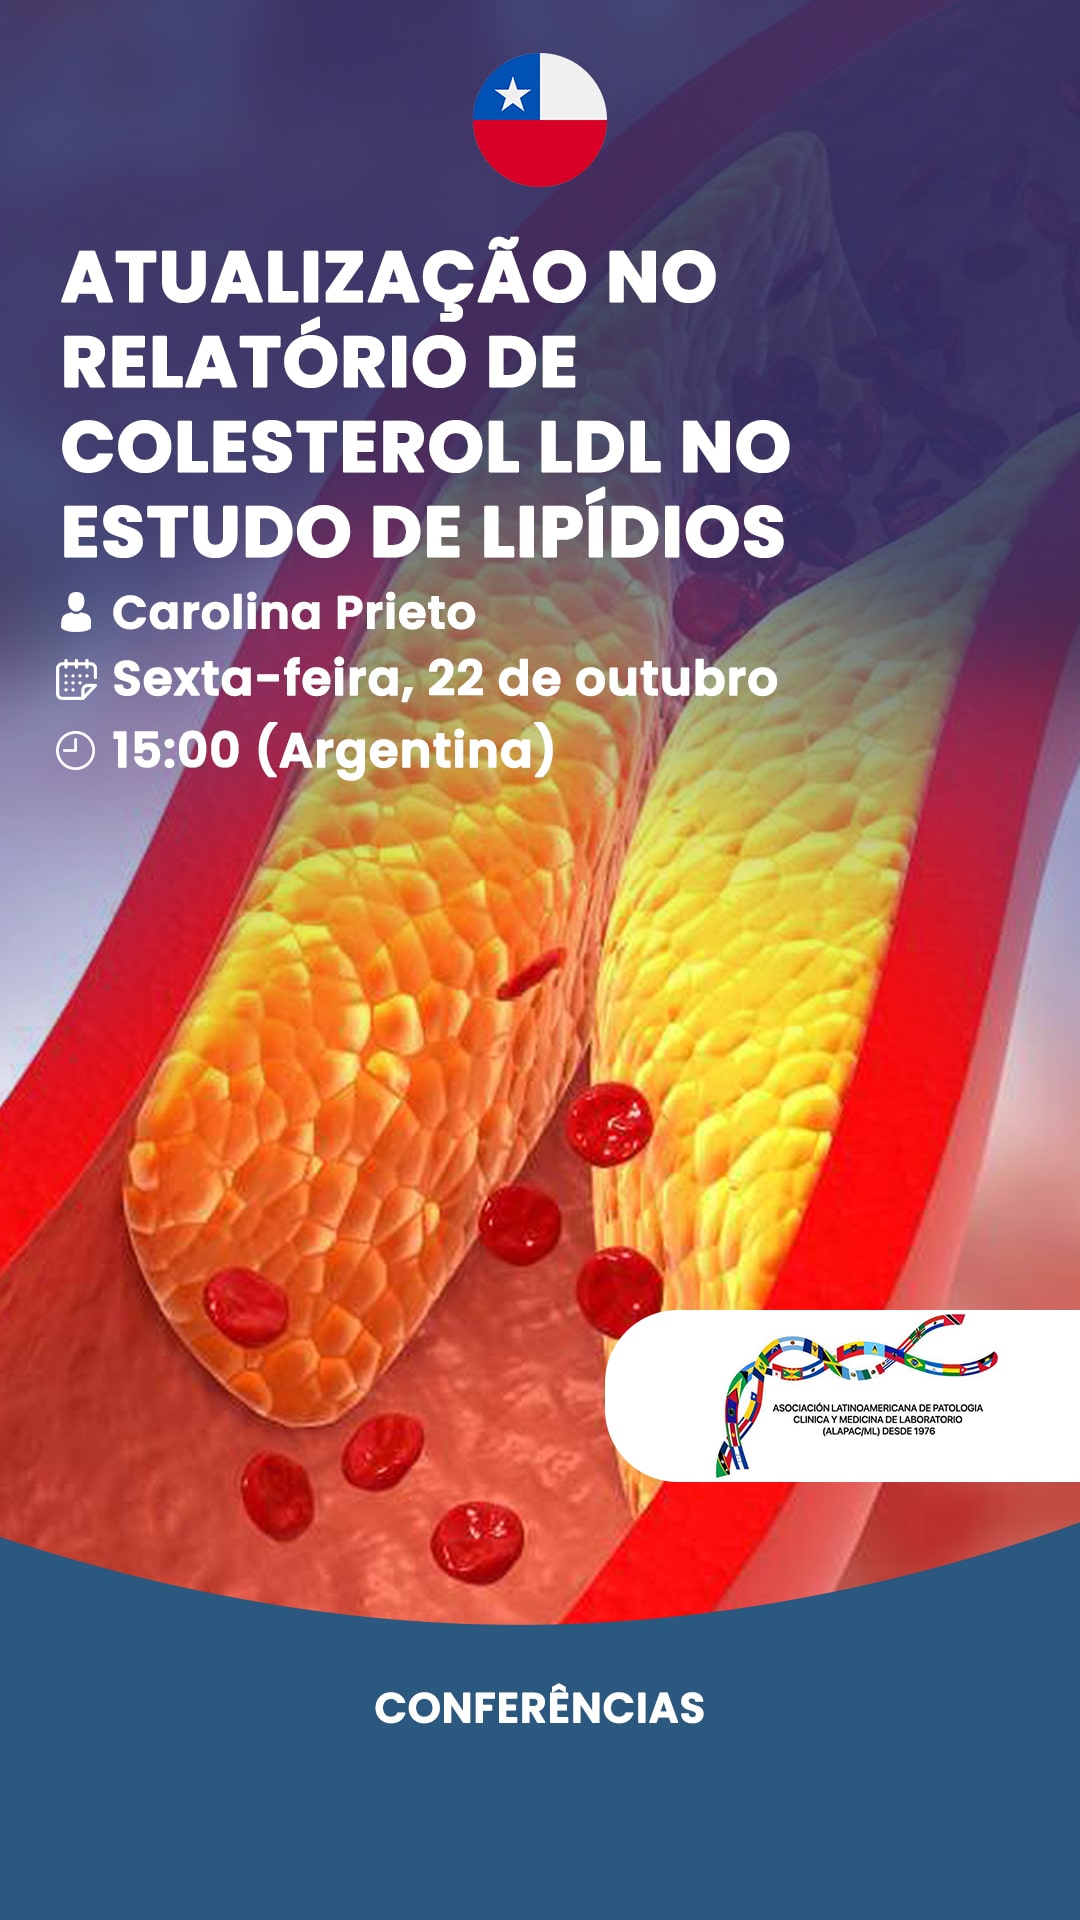 ATUALIZAÇÃO NO
RELATÓRIO DE
COLESTEROL LDL NO
ESTUDO DE LIPÍDIOS
Carolina Prieto
Sexta-feira, 22 de outubro
15:00 (Argentina)
ASOCIACIÓN LATINOAMERICANA DE PATOLOGIA
CLINICA Y MEDICINA DE LABORATORIO
(ALAPAC/ML) DESDE 1976
CONFERÊNCIAS